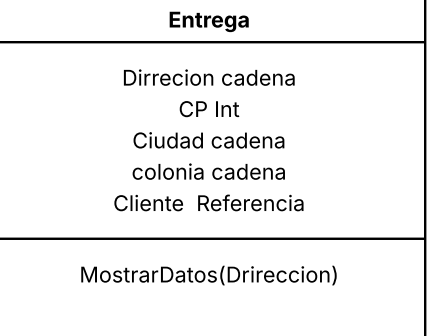 Entrega
Dirrecion cadena
CP Int
Ciudad cadena
colonia cadena
Cliente  Referencia
MostrarDatos(Drireccion)